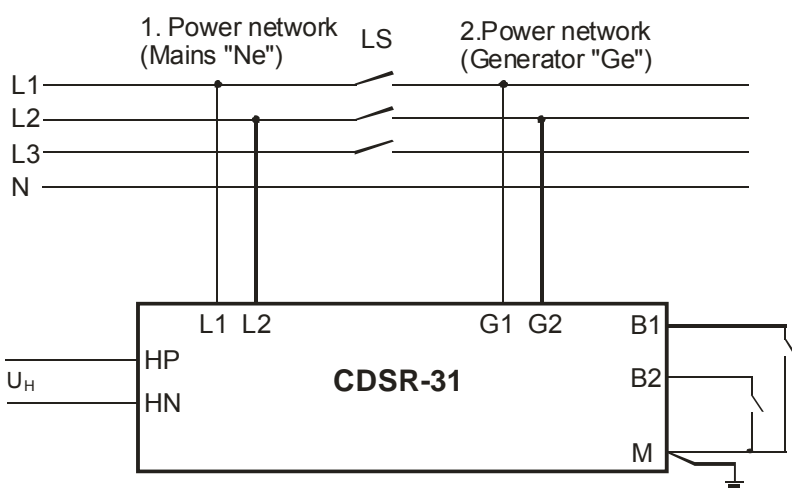 1. Power network
(Mains "Ne")
LS
2.Power network
(Generator "Ge")
L1
L2
L3
N
L1 L2 G1 G2 B1
HP
UH
CDSR-31
B2
HN
M